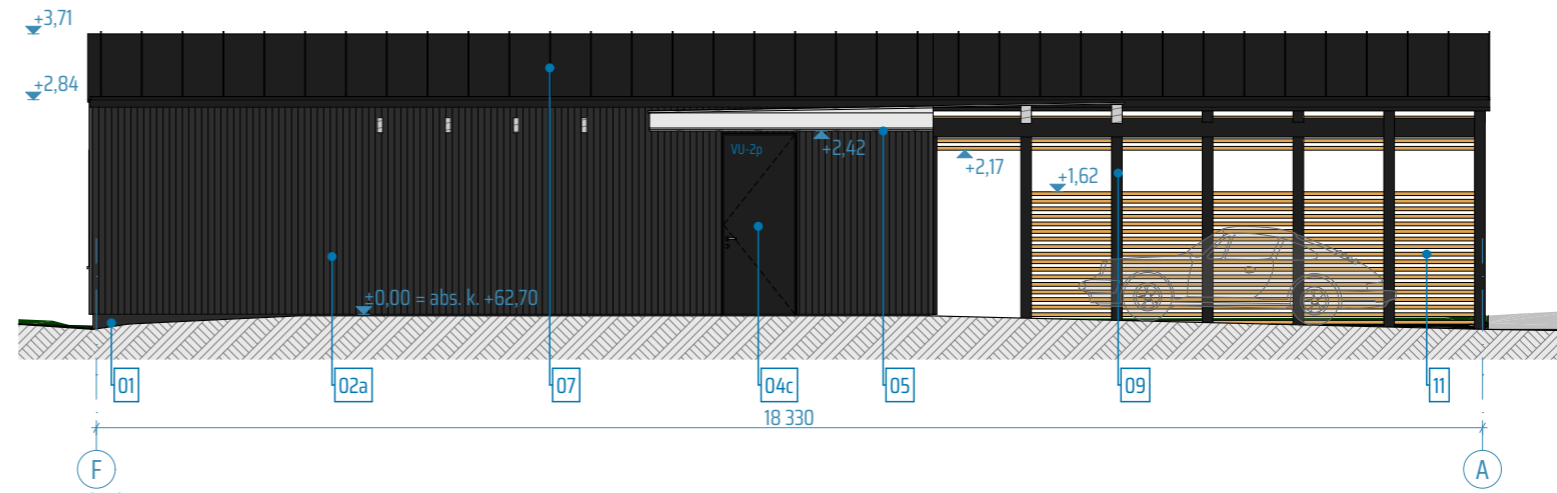 +3,71
+2,84
VU-2p
+2,42
+2,17
+1,62
±0,00 = abs. k. +62,70
01
02a
07
04c
05
09
11
18 330
F
A